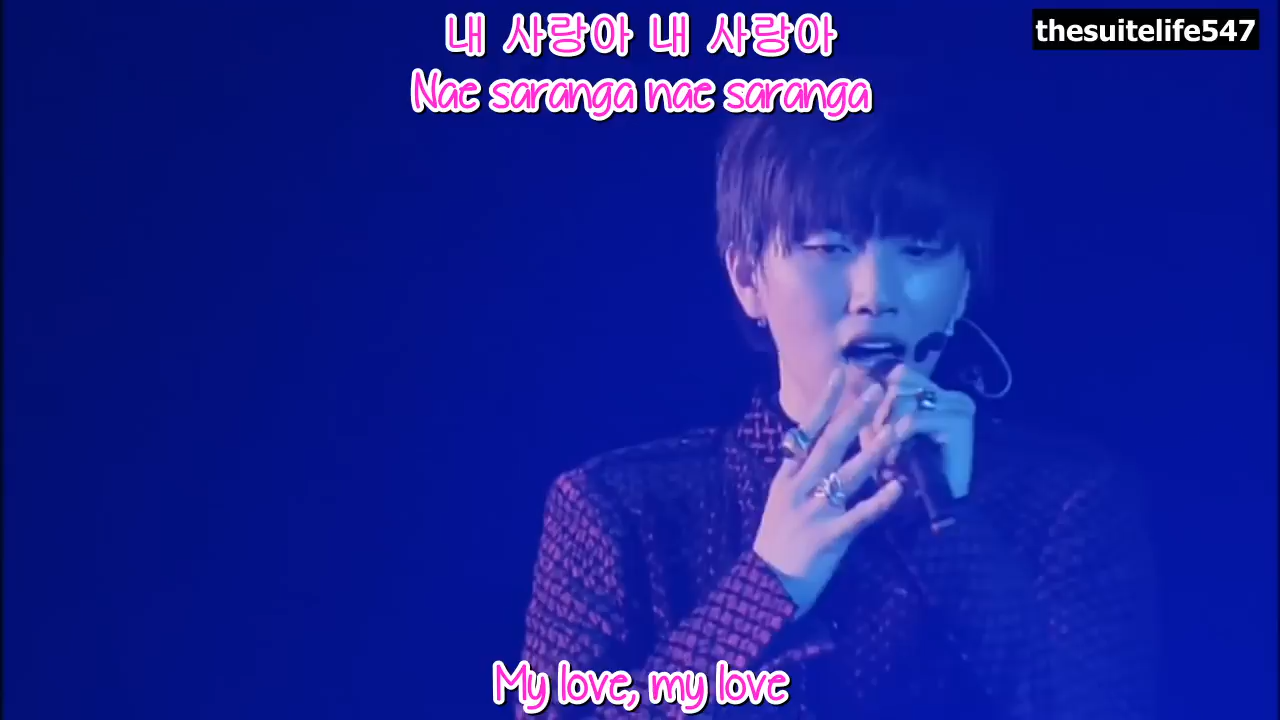 내 사랑아 내 사랑아
thesuitelife547
Nae saranga nae saranga
My love, my love